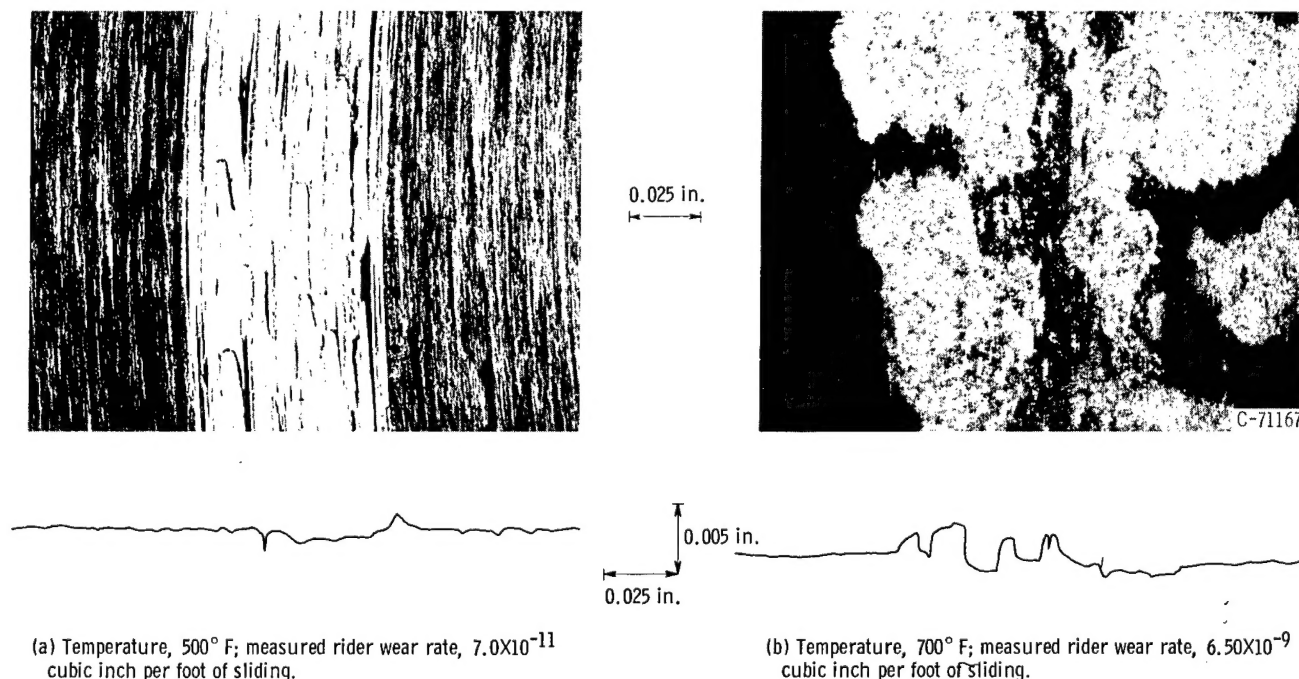 0.025 in.
C-71167
0.005 in.
0.025 in.
(a) Temperature, 500° F; measured rider wear rate, 7.0X10⁻¹¹
cubic inch per foot of sliding.
(b) Temperature, 700° F; measured rider wear rate, 6.50X10⁻⁹
cubic inch per foot of sliding.